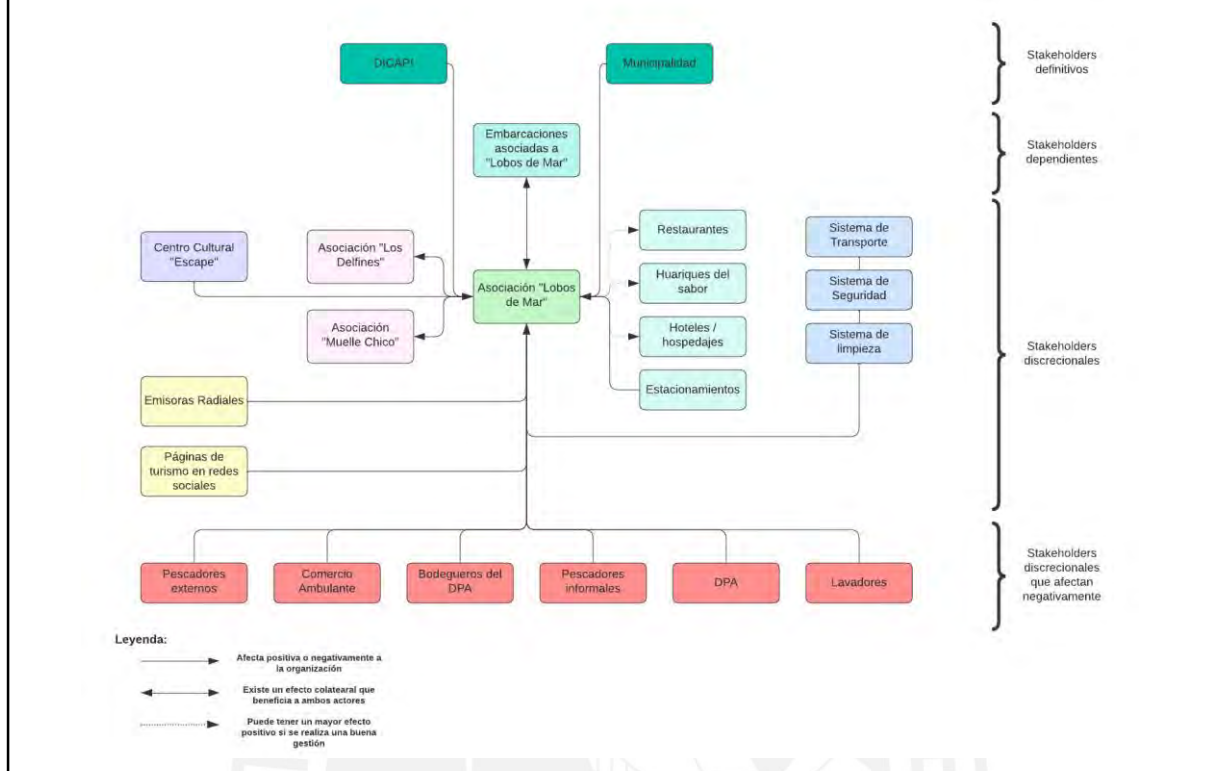 DICAPI
Municipalidad
Stakeholders
definitivos
Embarcaciones
asociadas a
"Lobos de Mar"
Stakeholders
dependientes
Centro Cultural
"Escape"
Asociación "Los
Delfines"
Asociación
"Muelle Chico"
Asociación "Lobos
de Mar"
Restaurantes
Huariques del
sabor
Hoteles /
hospedajes
Estacionamientos
Sistema de
Transporte
Sistema de
Seguridad
Sistema de
limpieza
Stakeholders
discrecionales
Emisoras Radiales
Páginas de
turismo en redes
sociales
Pescadores
externos
Comercio
Ambulante
Bodegueros del
DPA
Pescadores
informales
DPA
Lavadores
Stakeholders
discrecionales
que afectan
negativamente
Leyenda:
Afecta positiva o negativamente a
la organización
Existe un efecto colatearal que
beneficia a ambos actores
Puede tener un mayor efecto
positivo si se realiza una buena
gestión